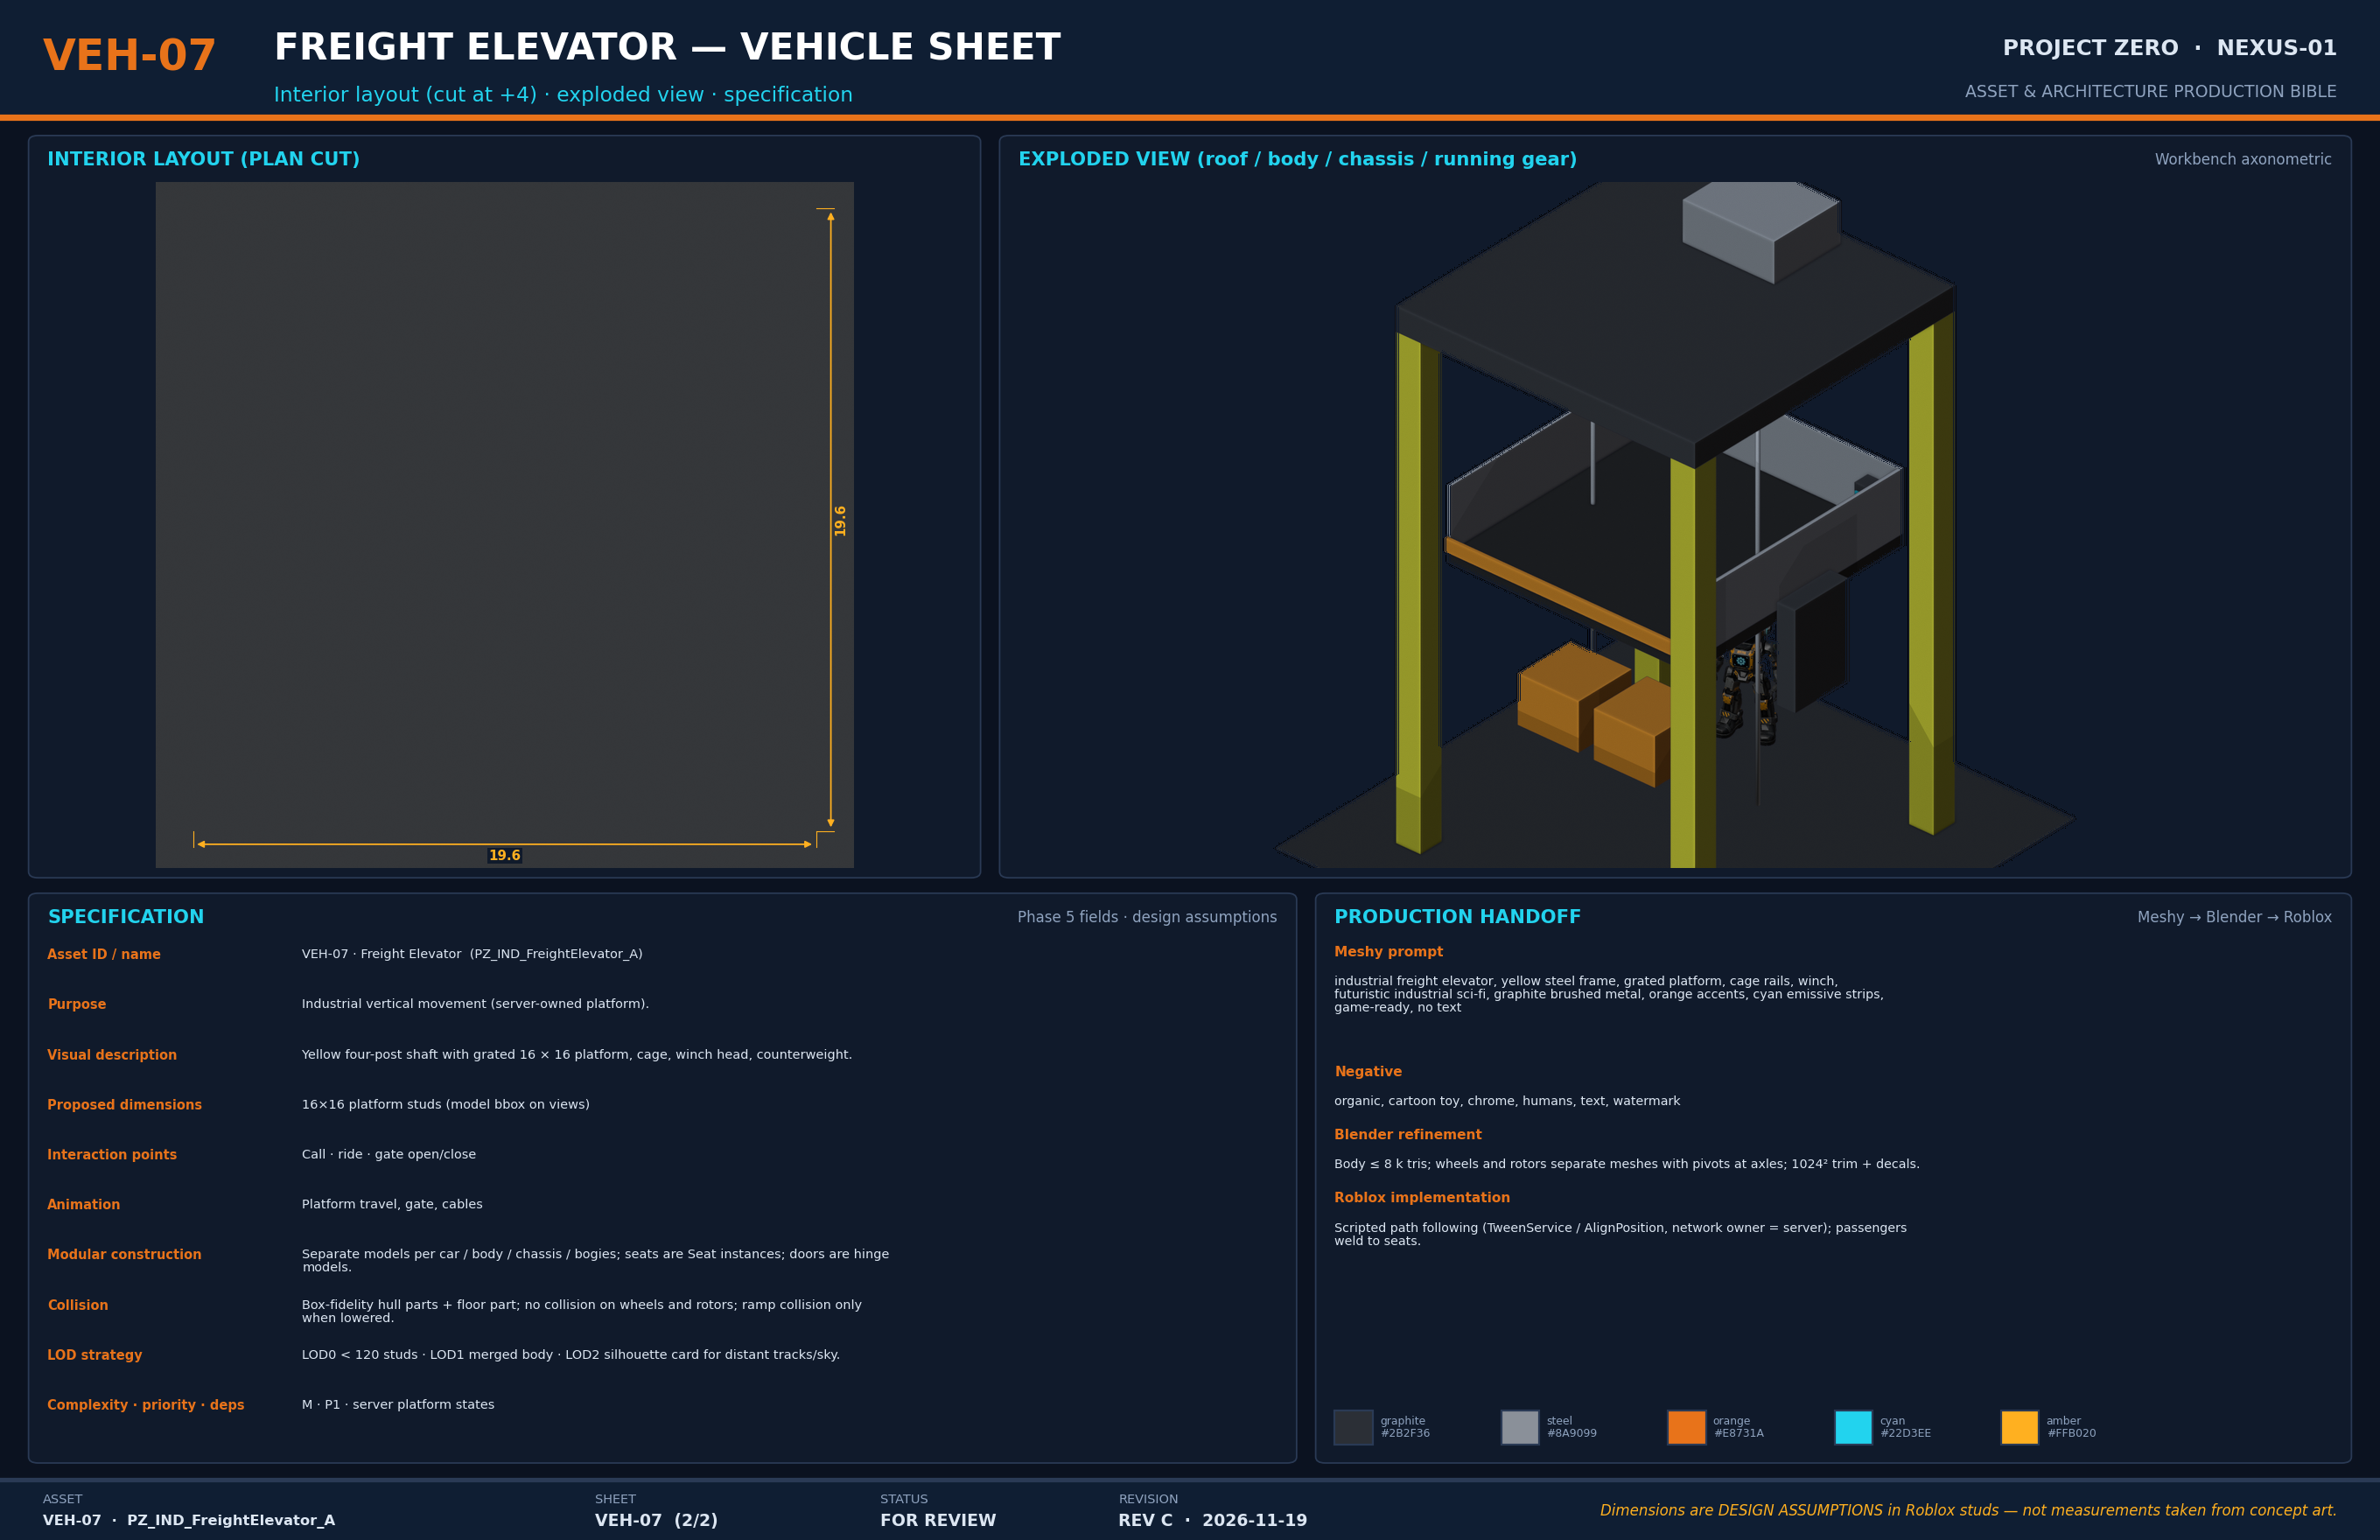 VEH-07
FREIGHT ELEVATOR — VEHICLE SHEET
Interior layout (cut at +4) · exploded view · specification
PROJECT ZERO · NEXUS-01
ASSET & ARCHITECTURE PRODUCTION BIBLE
INTERIOR LAYOUT (PLAN CUT)
19.6
19.6
EXPLODED VIEW (roof / body / chassis / running gear)
Workbench axonometric
SPECIFICATION
Phase 5 fields · design assumptions
Asset ID / name
VEH-07 · Freight Elevator (PZ_IND_FreightElevator_A)
Purpose
Industrial vertical movement (server-owned platform).
Visual description
Yellow four-post shaft with grated 16 × 16 platform, cage, winch head, counterweight.
Proposed dimensions
16×16 platform studs (model bbox on views)
Interaction points
Call · ride · gate open/close
Animation
Platform travel, gate, cables
Modular construction
Separate models per car / body / chassis / bogies; seats are Seat instances; doors are hinge
models.
Collision
Box-fidelity hull parts + floor part; no collision on wheels and rotors; ramp collision only
when lowered.
LOD strategy
LOD0 < 120 studs · LOD1 merged body · LOD2 silhouette card for distant tracks/sky.
Complexity · priority · deps
M · P1 · server platform states
PRODUCTION HANDOFF
Meshy → Blender → Roblox
Meshy prompt
industrial freight elevator, yellow steel frame, grated platform, cage rails, winch,
futuristic industrial sci-fi, graphite brushed metal, orange accents, cyan emissive strips,
game-ready, no text
Negative
organic, cartoon toy, chrome, humans, text, watermark
Blender refinement
Body ≤ 8 k tris; wheels and rotors separate meshes with pivots at axles; 1024² trim + decals.
Roblox implementation
Scripted path following (TweenService / AlignPosition, network owner = server); passengers
weld to seats.
graphite
#2B2F36
steel
#8A9099
orange
#E8731A
cyan
#22D3EE
amber
#FFB020
ASSET
VEH-07 · PZ_IND_FreightElevator_A
SHEET
VEH-07 (2/2)
STATUS
FOR REVIEW
REVISION
REV C · 2026-11-19
Dimensions are DESIGN ASSUMPTIONS in Roblox studs — not measurements taken from concept art.